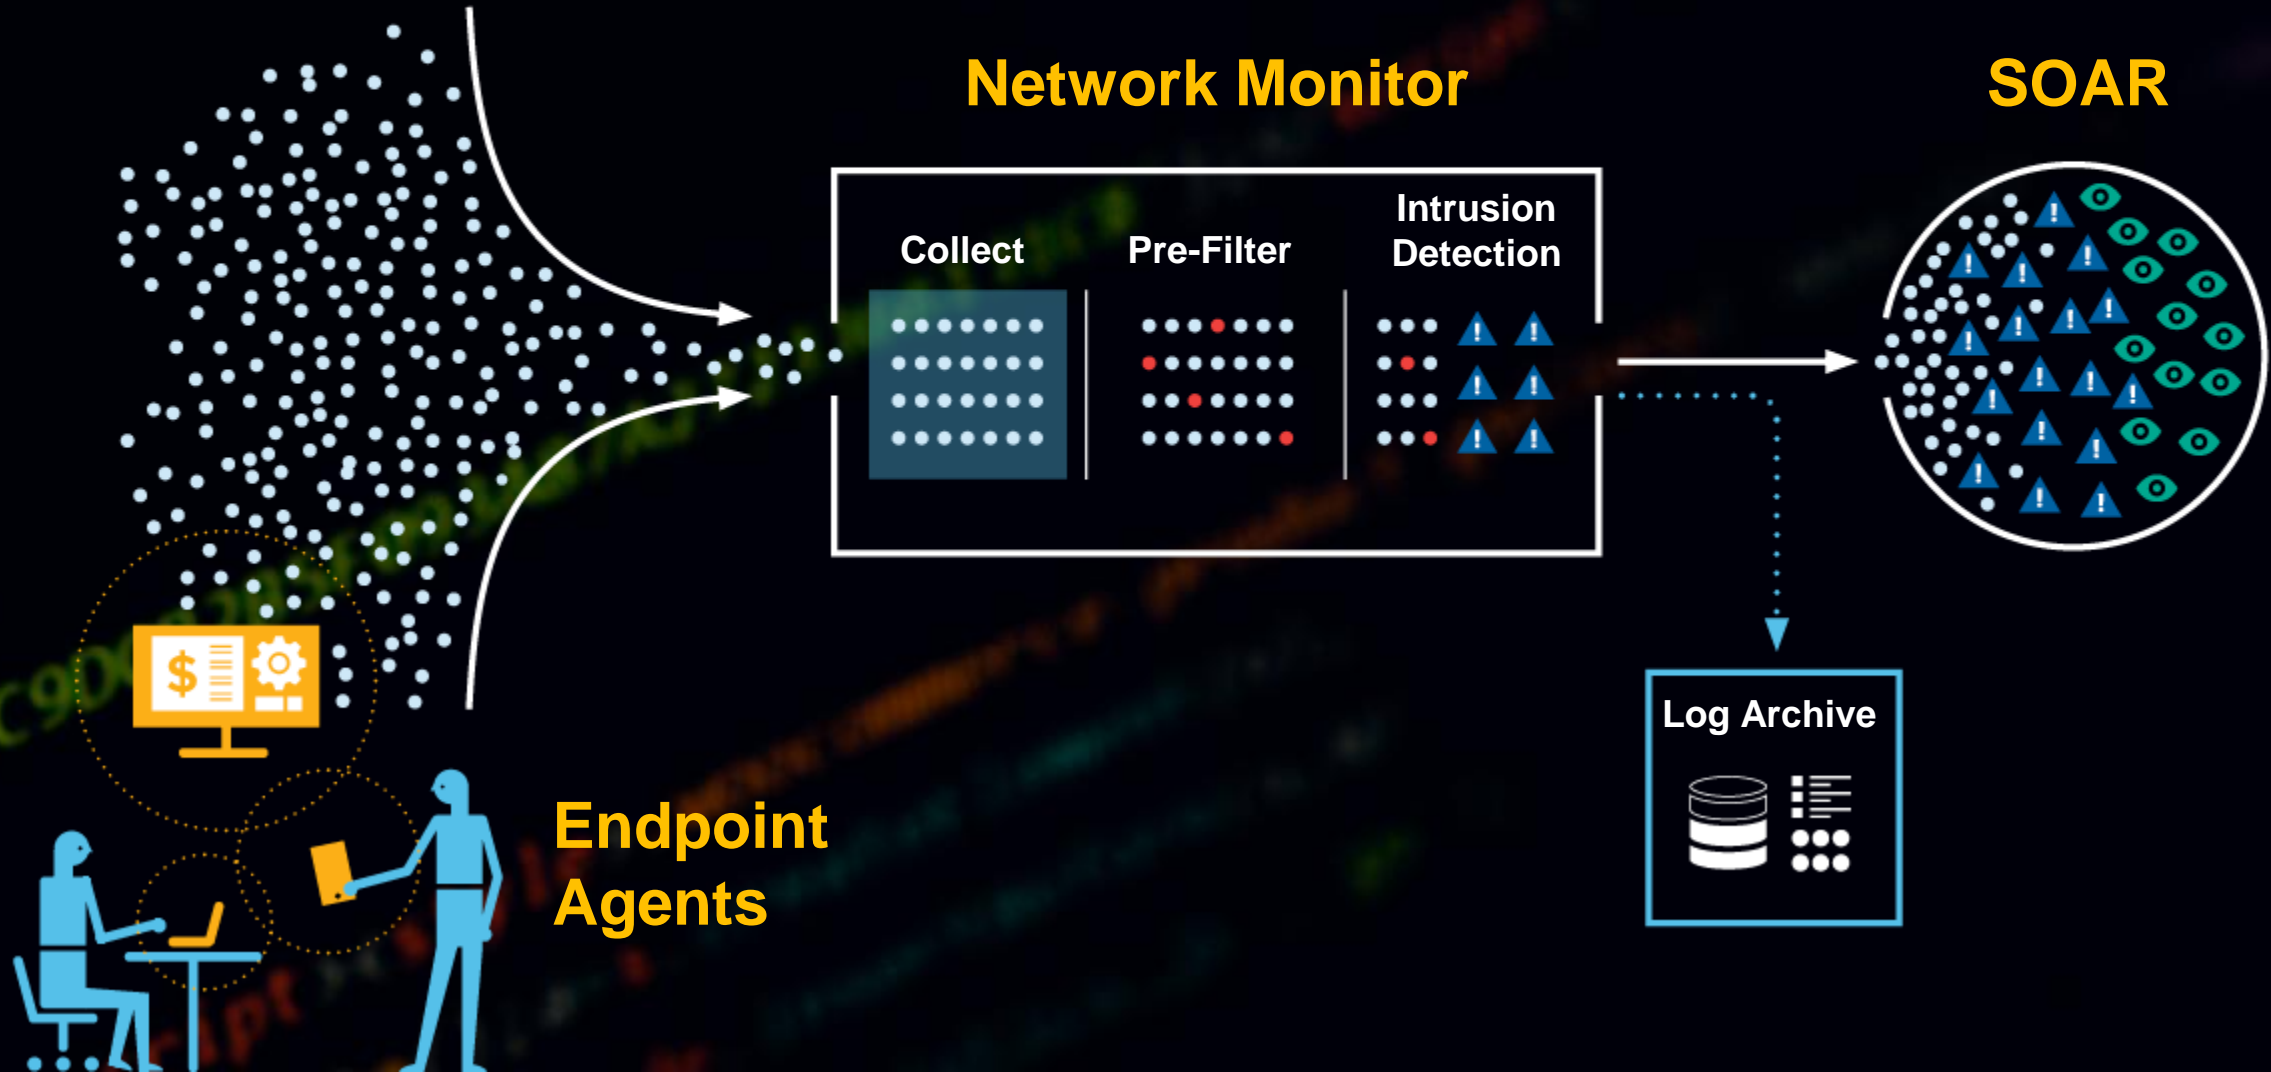 Network Monitor
SOAR
Collect
Pre-Filter
Intrusion
Detection
$
Log Archive
Endpoint
Agents